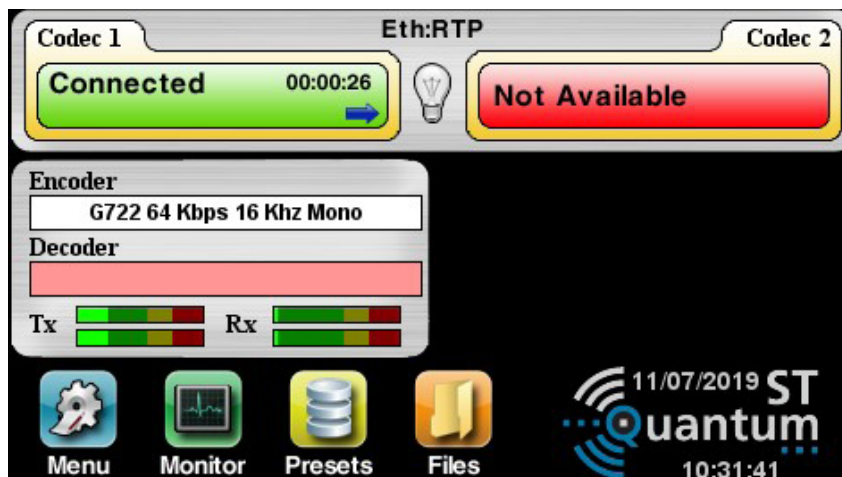 Eth:RTP
Codec 1
Codec 2
Connected 00:00:26
Not Available
Encoder
G722 64 Kbps 16 Khz Mono
Decoder
Tx
Rx
Menu
Monitor
Presets
Files
11/07/2019
ST
Quantum
10:31:41